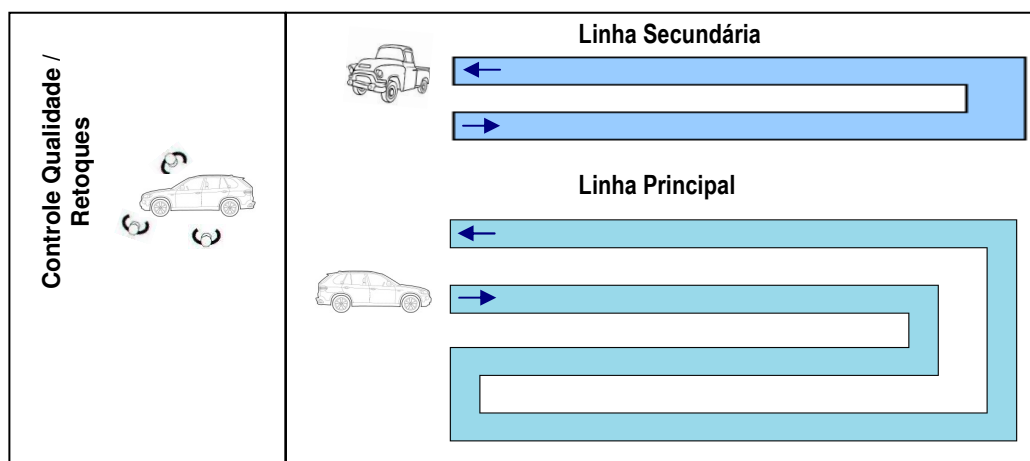 Controle Qualidade /
Retoques
Linha Secundária
Linha Principal